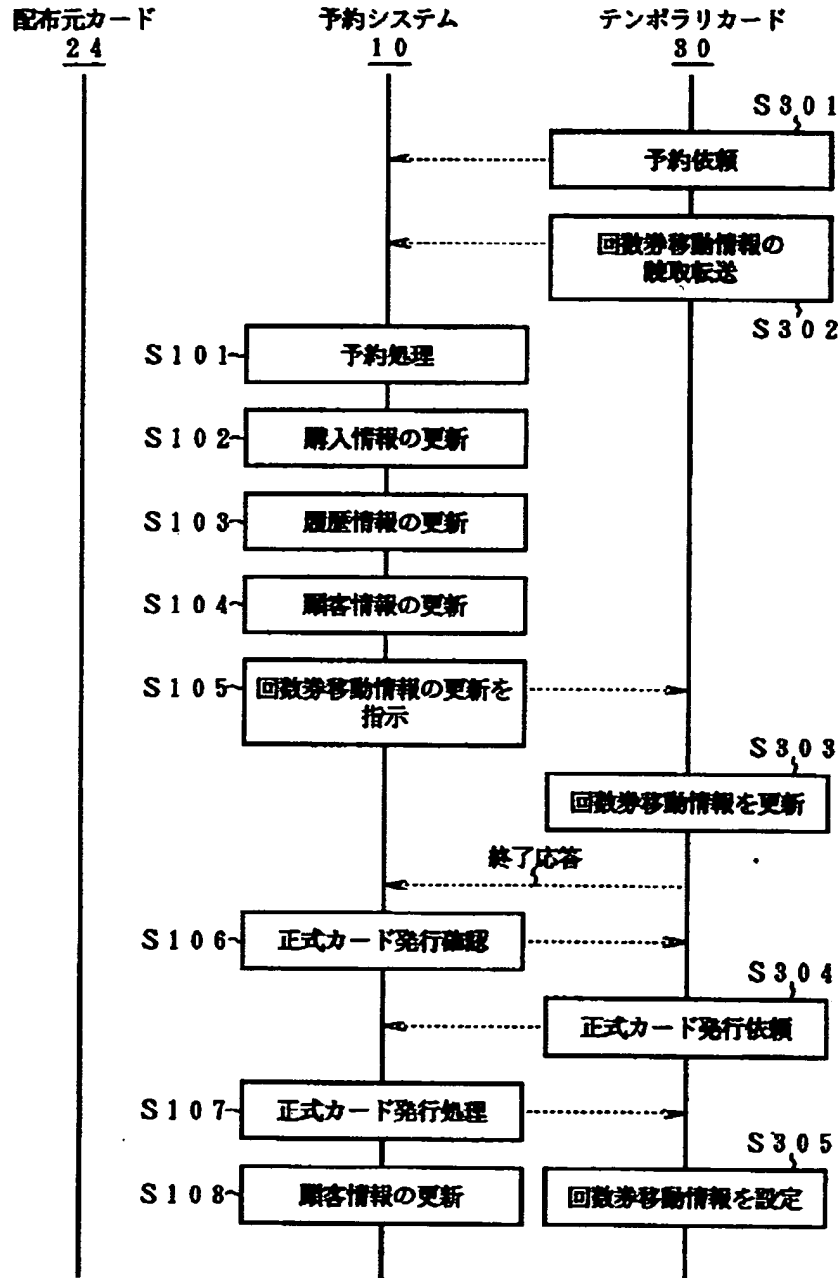 配布元カード
24
予約システム
10
テンポラリカード
30
S301
予約依頼
回数券移動情報の
読取転送
S302
S101
予約処理
S102
購入情報の更新
S103
履歴情報の更新
S104
顧客情報の更新
S105
回数券移動情報の更新を
指示
S303
回数券移動情報を更新
終了応答
S106
正式カード発行確認
S304
正式カード発行依頼
S107
正式カード発行処理
S305
S108
顧客情報の更新
回数券移動情報を設定